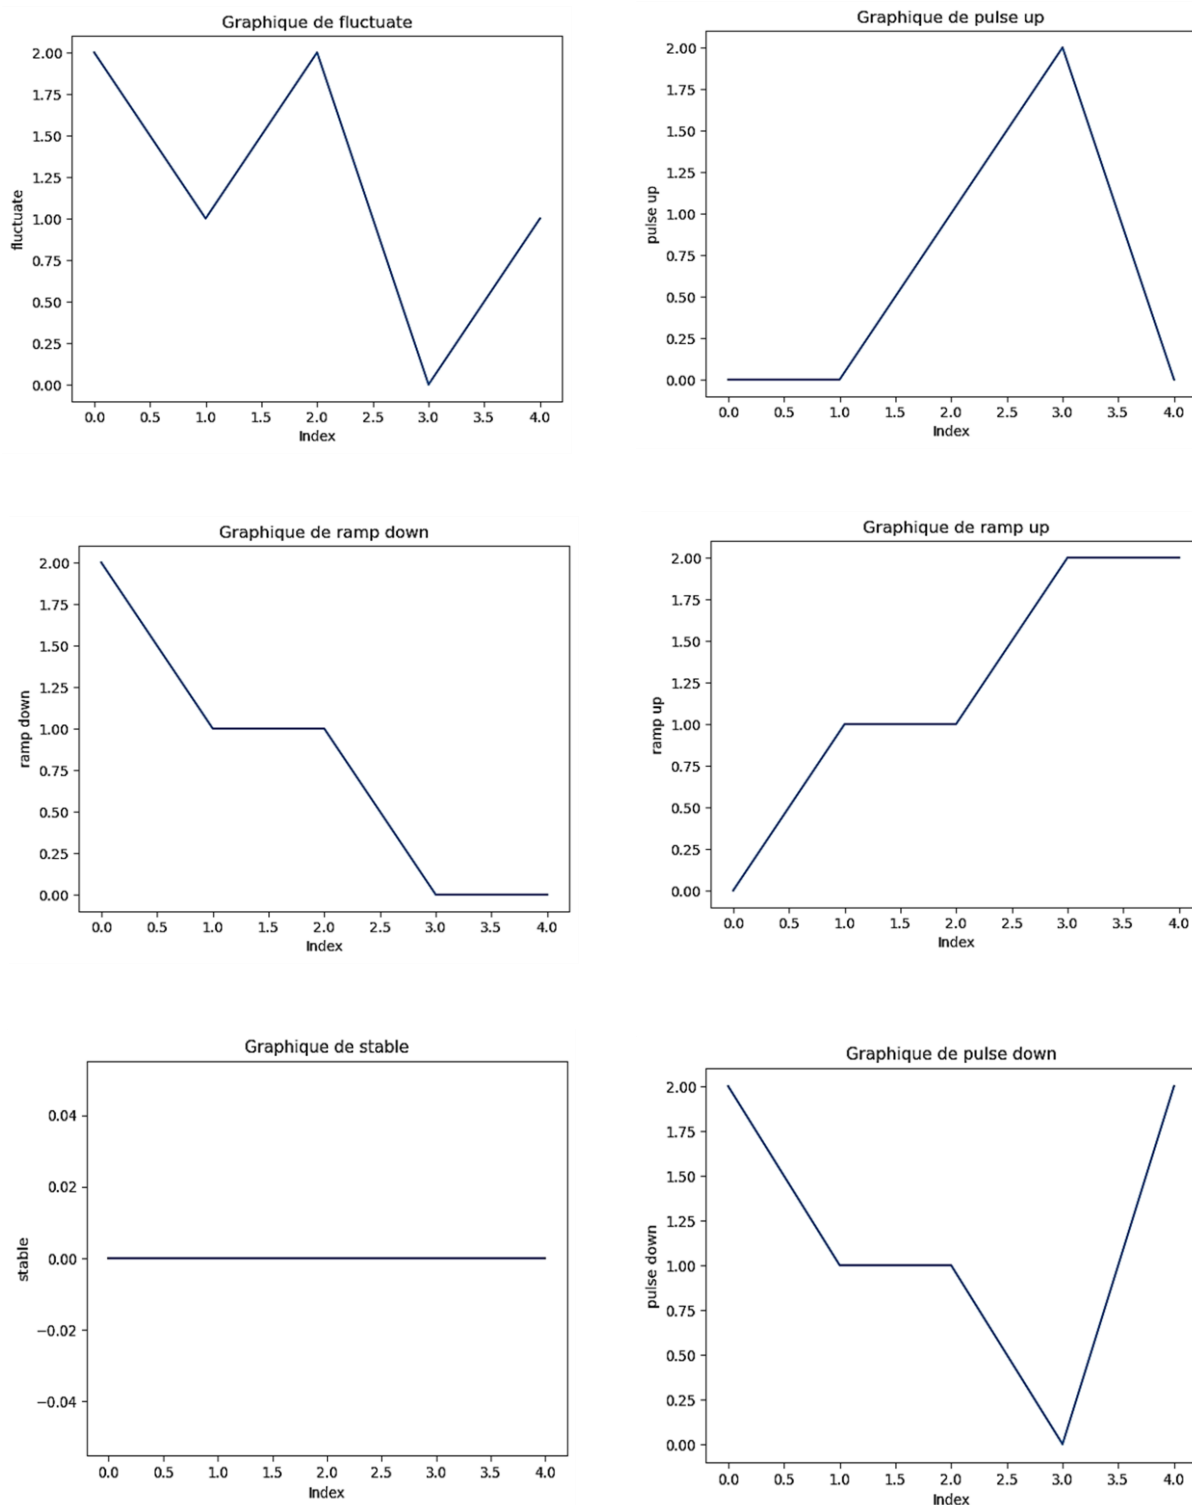 Graphique de fluctuate
2.00
1.75
1.50
1.25
1.00
0.75
0.50
0.25
0.00
fluctuate
0.0 0.5 1.0 1.5 2.0 2.5 3.0 3.5 4.0
Index
Graphique de pulse up
2.00
1.75
1.50
1.25
1.00
0.75
0.50
0.25
0.00
pulse up
0.0 0.5 1.0 1.5 2.0 2.5 3.0 3.5 4.0
Index
Graphique de ramp down
2.00
1.75
1.50
1.25
1.00
0.75
0.50
0.25
0.00
ramp down
0.0 0.5 1.0 1.5 2.0 2.5 3.0 3.5 4.0
Index
Graphique de ramp up
2.00
1.75
1.50
1.25
1.00
0.75
0.50
0.25
0.00
ramp up
0.0 0.5 1.0 1.5 2.0 2.5 3.0 3.5 4.0
Index
Graphique de stable
0.04
0.02
0.00
−0.02
−0.04
stable
0.0 0.5 1.0 1.5 2.0 2.5 3.0 3.5 4.0
Index
Graphique de pulse down
2.00
1.75
1.50
1.25
1.00
0.75
0.50
0.25
0.00
pulse down
0.0 0.5 1.0 1.5 2.0 2.5 3.0 3.5 4.0
Index